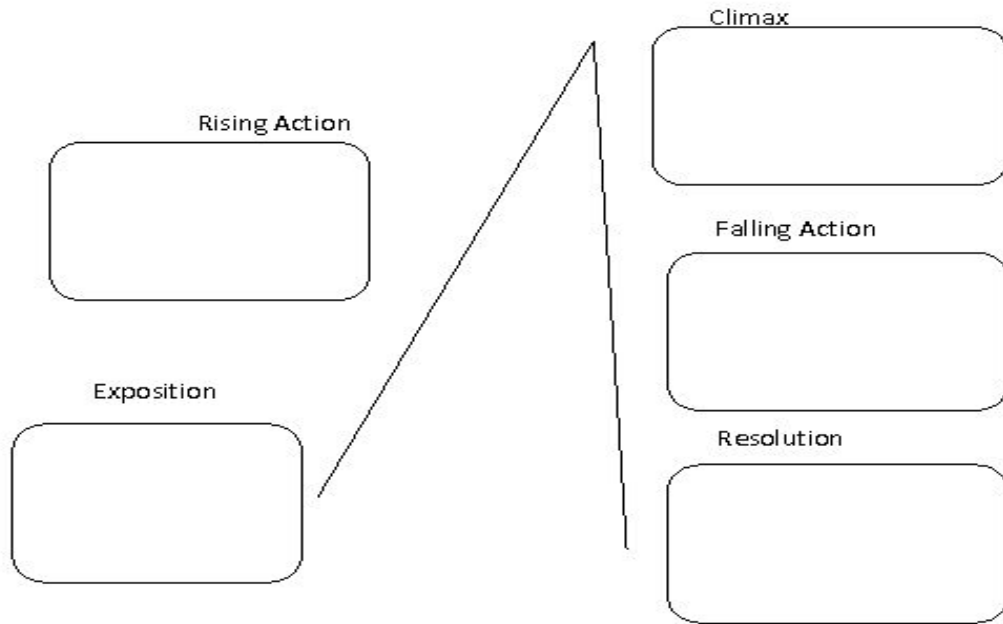 Climax
Rising Action
Falling Action
Exposition
Resolution